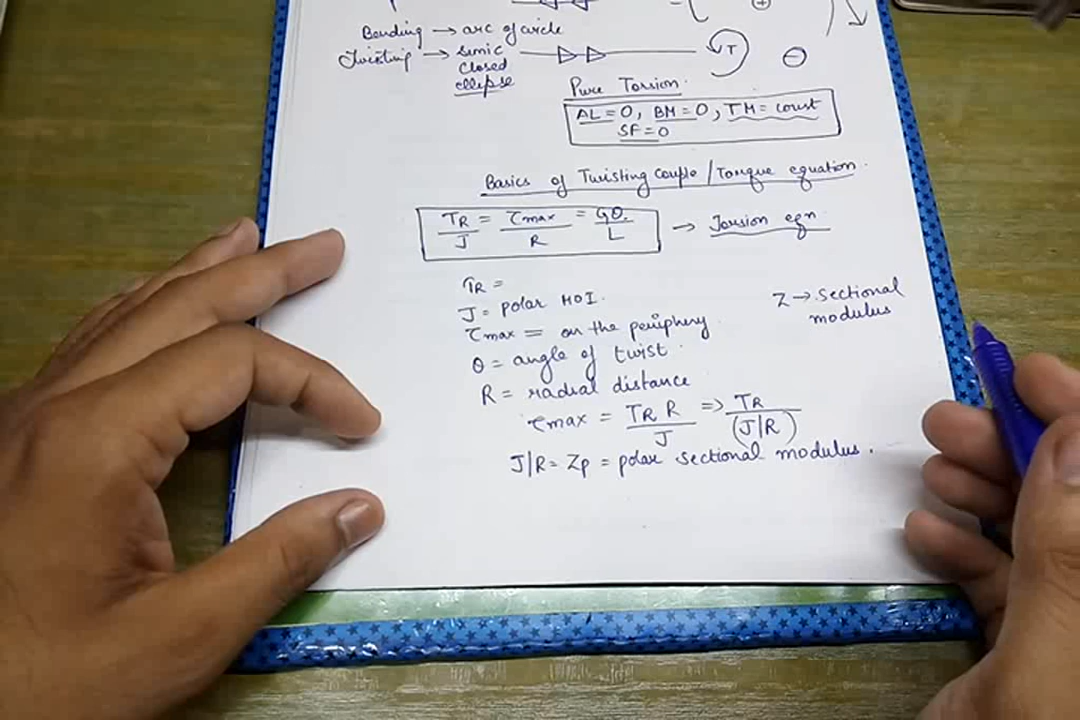 Bending → arc of circle
Twisting → semic closed ellipse
T
⊕
⊖
Pure Torsion.
AL = 0, BM = 0, TM = const
SF = 0
Basics of Twisting couple / Torque equation.
TR/J = τmax/R = Gθ/L → Torsion eqn
TR =
J = polar MOI.
τmax = on the periphery
Z → Sectional modulus
θ = angle of twist.
R = radial distance
τmax = TR R/J ⇒ TR/(J/R)
J/R = Zp = polar sectional modulus.